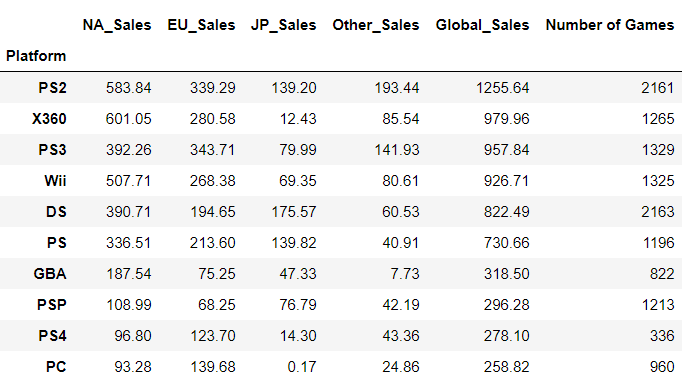 NA_Sales EU_Sales JP_Sales Other_Sales Global_Sales Number of Games
Platform
PS2 583.84 339.29 139.20 193.44 1255.64 2161
X360 601.05 280.58 12.43 85.54 979.96 1265
PS3 392.26 343.71 79.99 141.93 957.84 1329
Wii 507.71 268.38 69.35 80.61 926.71 1325
DS 390.71 194.65 175.57 60.53 822.49 2163
PS 336.51 213.60 139.82 40.91 730.66 1196
GBA 187.54 75.25 47.33 7.73 318.50 822
PSP 108.99 68.25 76.79 42.19 296.28 1213
PS4 96.80 123.70 14.30 43.36 278.10 336
PC 93.28 139.68 0.17 24.86 258.82 960